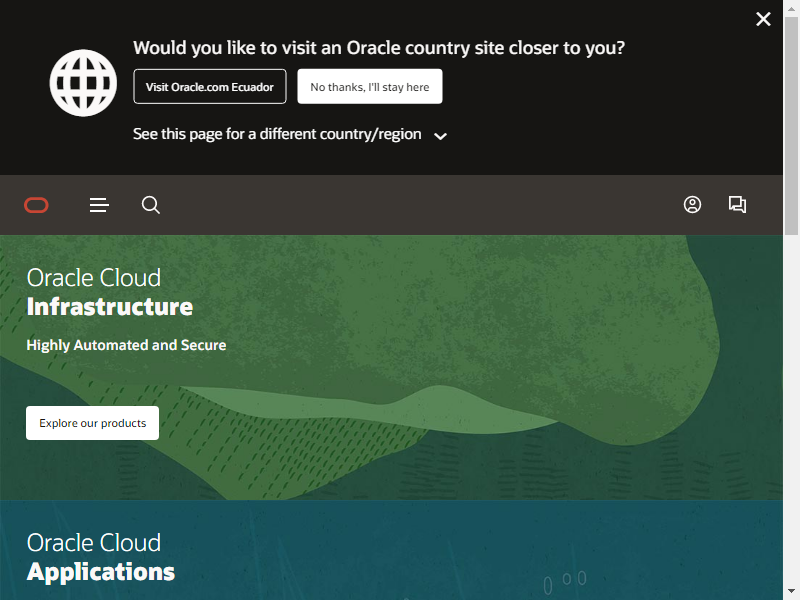 Would you like to visit an Oracle country site closer to you?
Visit Oracle.com Ecuador
No thanks, I'll stay here
See this page for a different country/region
Oracle Cloud
Infrastructure
Highly Automated and Secure
Explore our products
Oracle Cloud
Applications